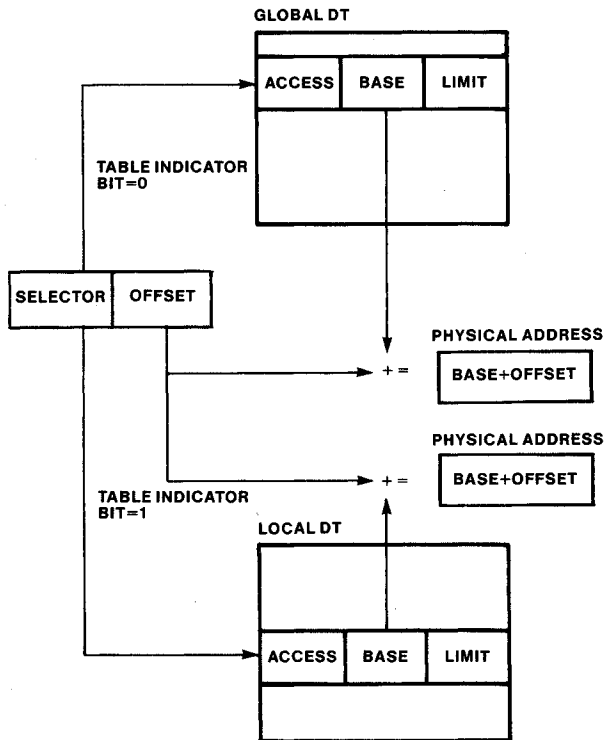 GLOBAL DT
ACCESS BASE LIMIT
TABLE INDICATOR
BIT=0
SELECTOR OFFSET
PHYSICAL ADDRESS
+ = BASE+OFFSET
PHYSICAL ADDRESS
+ = BASE+OFFSET
TABLE INDICATOR
BIT=1
LOCAL DT
ACCESS BASE LIMIT